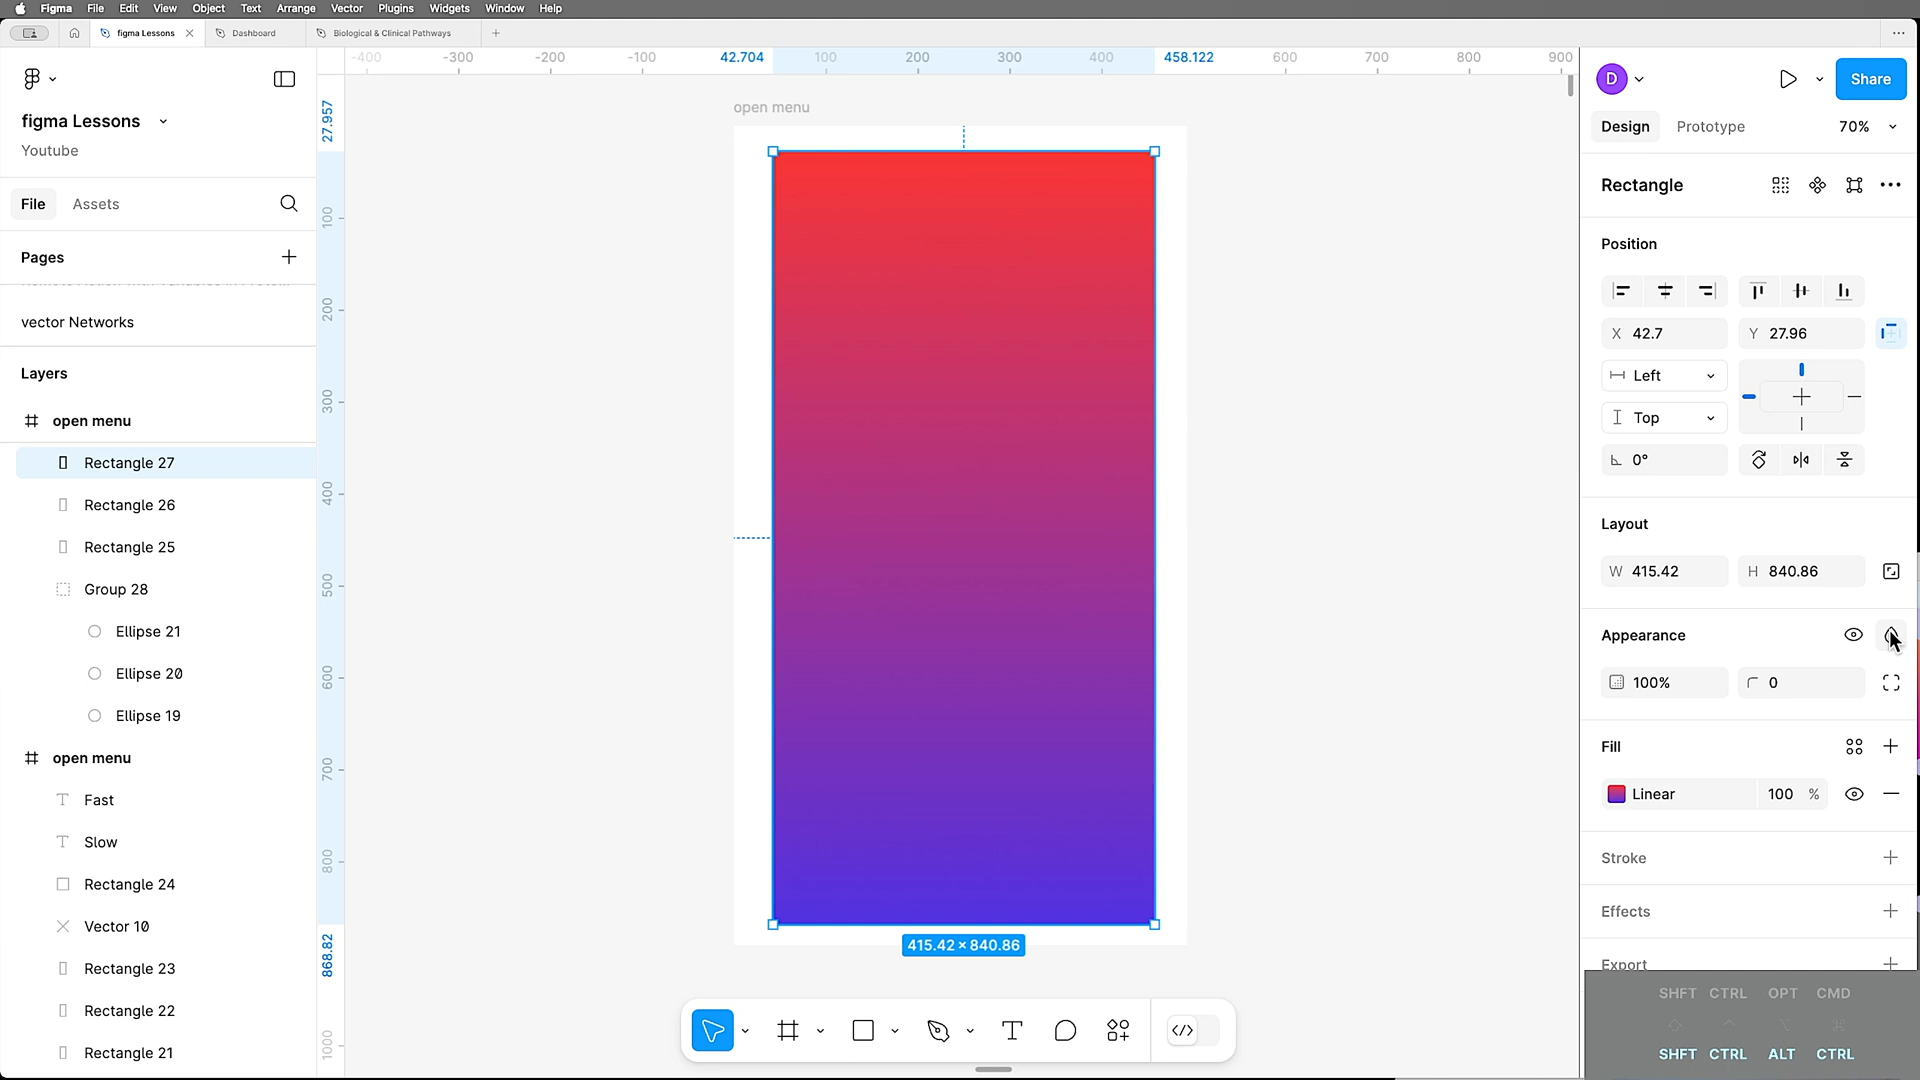 Figma File Edit View Object Text Arrange Vector Plugins Widgets Window Help
figma Lessons Dashboard Biological & Clinical Pathways
-400 -300 -200 -100 42.704 100 200 300 400 458.122 600 700 800 900
figma Lessons
Youtube
File Assets
Pages
vector Networks
Layers
open menu
Rectangle 27
Rectangle 26
Rectangle 25
Group 28
Ellipse 21
Ellipse 20
Ellipse 19
open menu
Fast
Slow
Rectangle 24
Vector 10
Rectangle 23
Rectangle 22
Rectangle 21
27.957
100
200
300
400
500
600
700
800
868.82
1000
open menu
415.42 × 840.86
D
Share
Design Prototype 70%
Rectangle
Position
X 42.7 Y 27.96
Left
Top
0°
Layout
W 415.42 H 840.86
Appearance
100% 0
Fill
Linear 100 %
Stroke
Effects
Export
SHFT CTRL OPT CMD
SHFT CTRL ALT CTRL